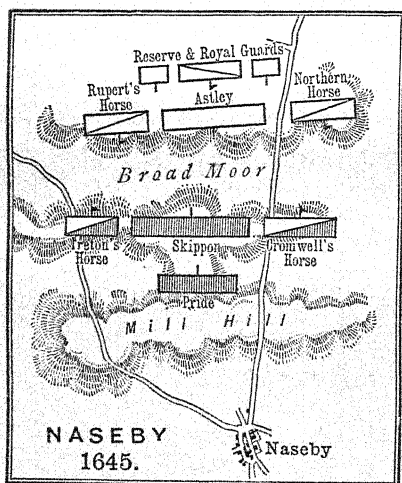 Reserve & Royal Guards
Rupert's
Horse
Astley
Northern
Horse
Broad Moor
Ireton's
Horse
Skippon
Cromwell's
Horse
Pride
Mill Hill
NASEBY
1645.
Naseby